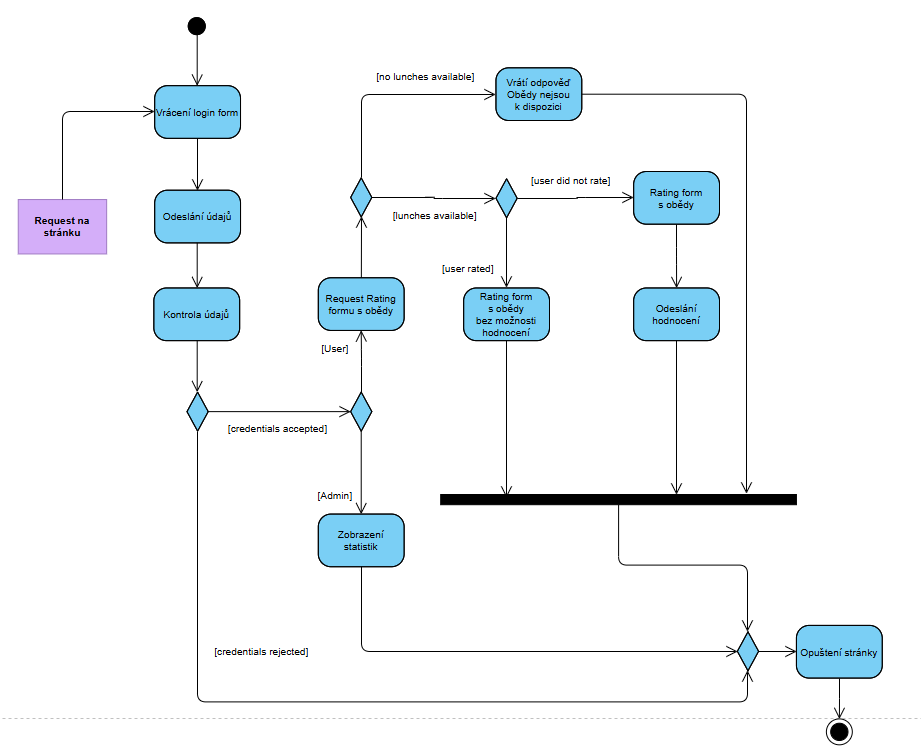 [no lunches available]
Vrátí odpověď
Obědy nejsou
k dispozici
Vrácení login form
[user did not rate]
Rating form
s obědy
Request na
stránku
Odeslání údajů
[lunches available]
[user rated]
Request Rating
formu s obědy
Rating form
s obědy
bez možnosti
hodnocení
Odeslání
hodnocení
Kontrola údajů
[User]
[credentials accepted]
[Admin]
Zobrazení
statistik
[credentials rejected]
Opuštení stránky